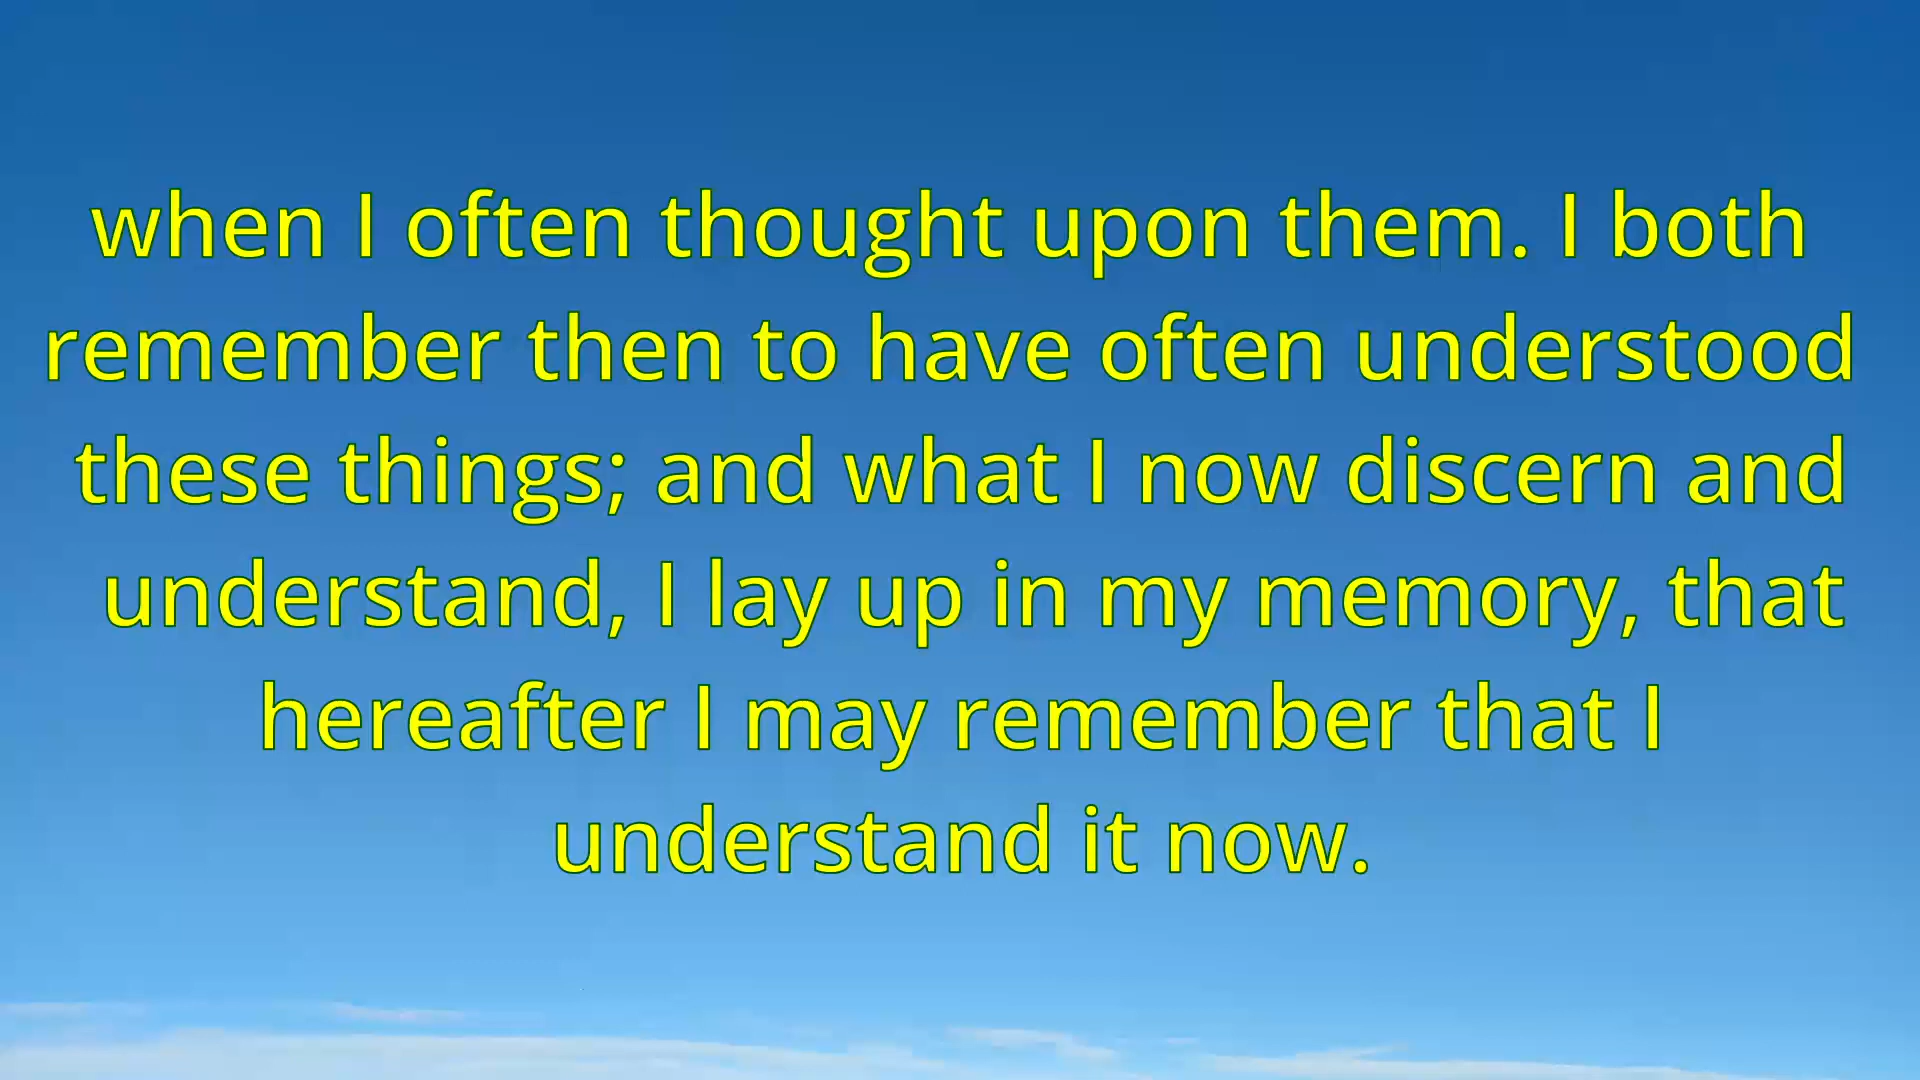 when I often thought upon them. I both
remember then to have often understood
these things; and what I now discern and
understand, I lay up in my memory, that
hereafter I may remember that I
understand it now.